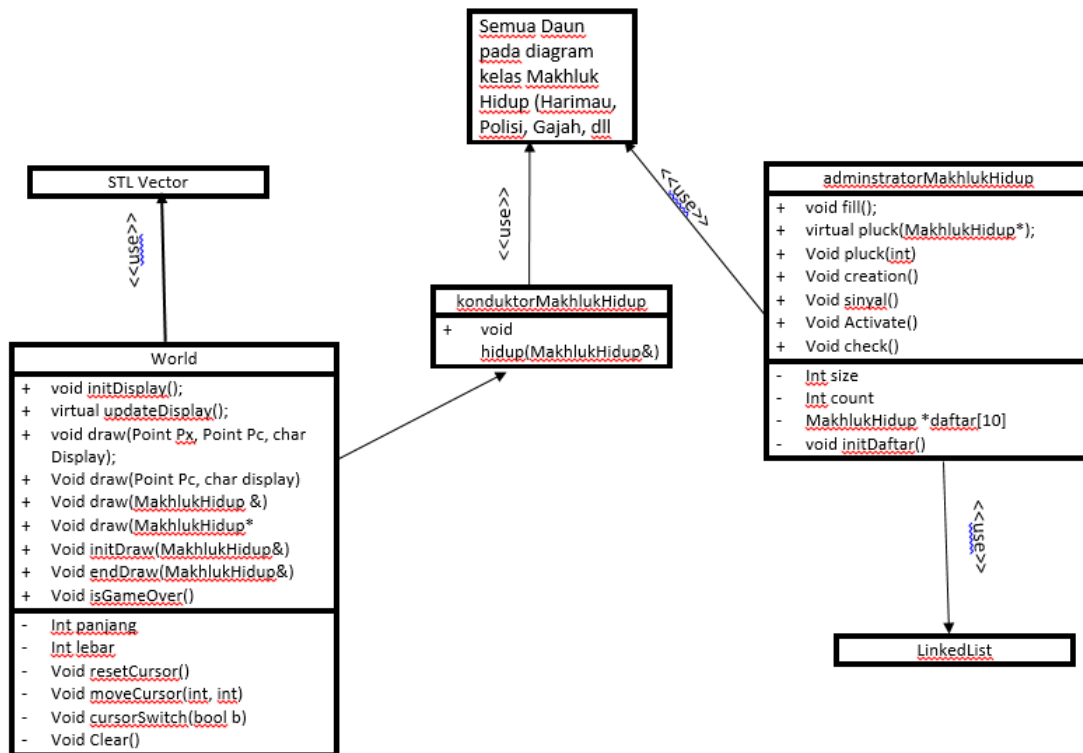 Semua Daun
pada diagram
kelas Makhluk
Hidup (Harimau,
Polisi, Gajah, dll
STL Vector
<<use>>
<<use>>
<<use>>
adminstratorMakhlukHidup
+ void fill();
+ virtual pluck(MakhlukHidup*);
+ Void pluck(int)
+ Void creation()
+ Void sinyal()
+ Void Activate()
+ Void check()
- Int size
- Int count
- MakhlukHidup *daftar[10]
- void initDaftar()
konduktorMakhlukHidup
+ void
hidup(MakhlukHidup&)
World
+ void initDisplay();
+ virtual updateDisplay();
+ void draw(Point Px, Point Pc, char
Display);
+ Void draw(Point Pc, char display)
+ Void draw(MakhlukHidup &)
+ Void draw(MakhlukHidup*
+ Void initDraw(MakhlukHidup&)
+ Void endDraw(MakhlukHidup&)
+ Void isGameOver()
- Int panjang
- Int lebar
- Void resetCursor()
- Void moveCursor(int, int)
- Void cursorSwitch(bool b)
- Void Clear()
<<use>>
LinkedList